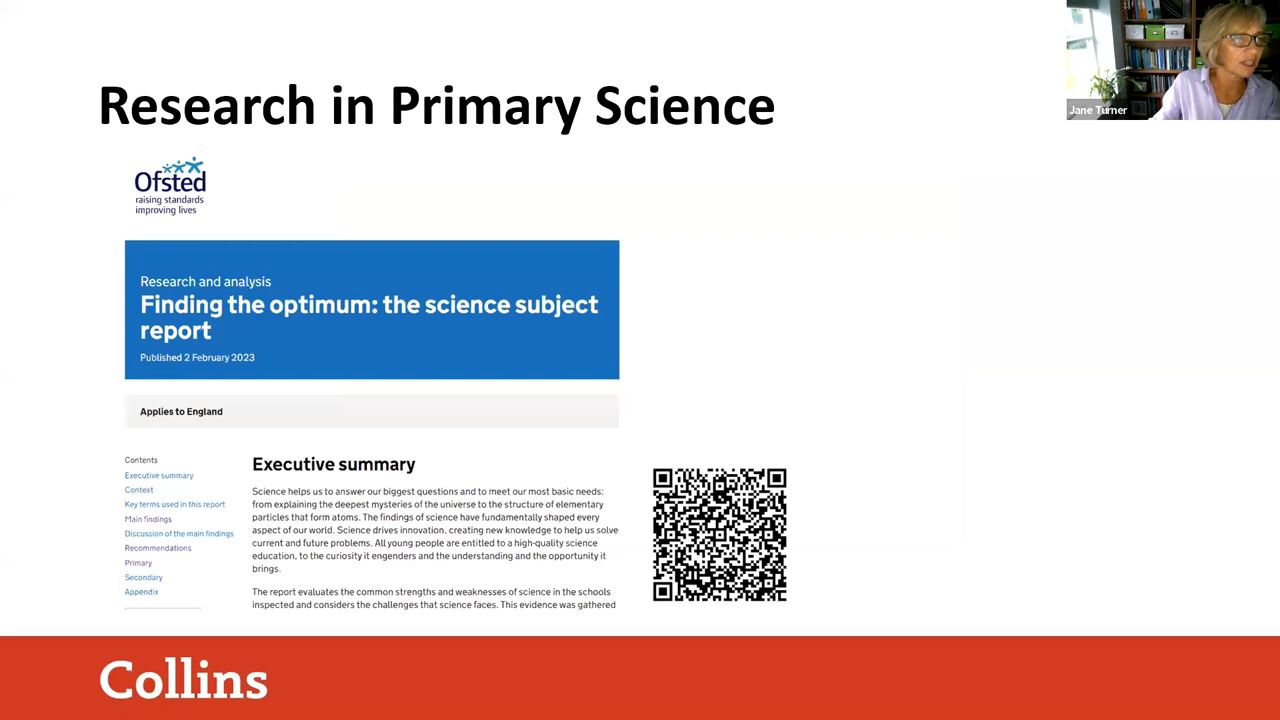 Research in Primary Science
Jane Turner
Ofsted
raising standards
improving lives
Research and analysis
Finding the optimum: the science subject
report
Published 2 February 2023
Applies to England
Contents
Executive summary
Context
Key terms used in this report
Main findings
Discussion of the main findings
Recommendations
Primary
Secondary
Appendix
Executive summary
Science helps us to answer our biggest questions and to meet our most basic needs:
from explaining the deepest mysteries of the universe to the structure of elementary
particles that form atoms. The findings of science have fundamentally shaped every
aspect of our world. Science drives innovation, creating new knowledge to help us solve
current and future problems. All young people are entitled to a high-quality science
education, to the curiosity it engenders and the understanding and the opportunity it
brings.
The report evaluates the common strengths and weaknesses of science in the schools
inspected and considers the challenges that science faces. This evidence was gathered
Collins